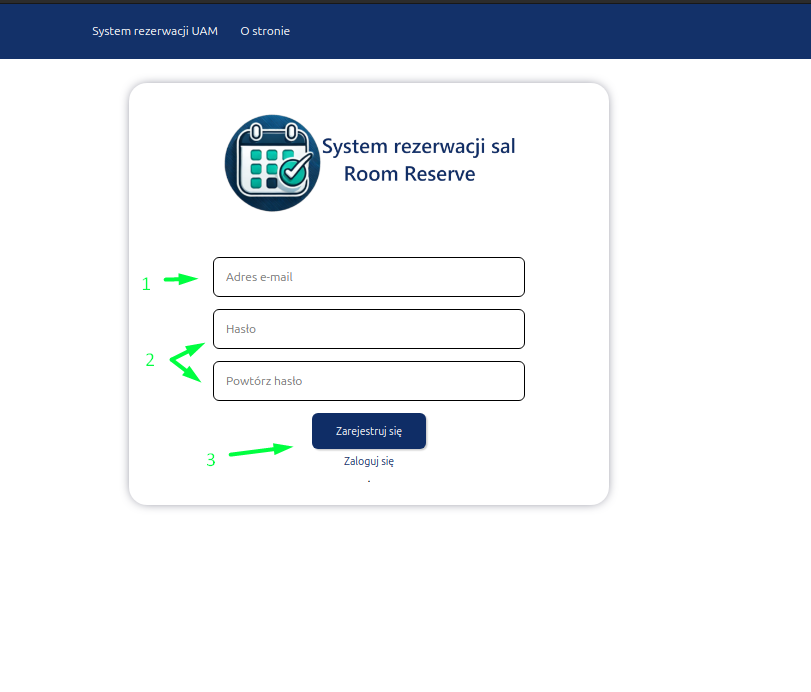 System rezerwacji UAM O stronie
System rezerwacji sal
Room Reserve
1 Adres e-mail
Hasło
2
Powtórz hasło
Zarejestruj się
3
Zaloguj się
.